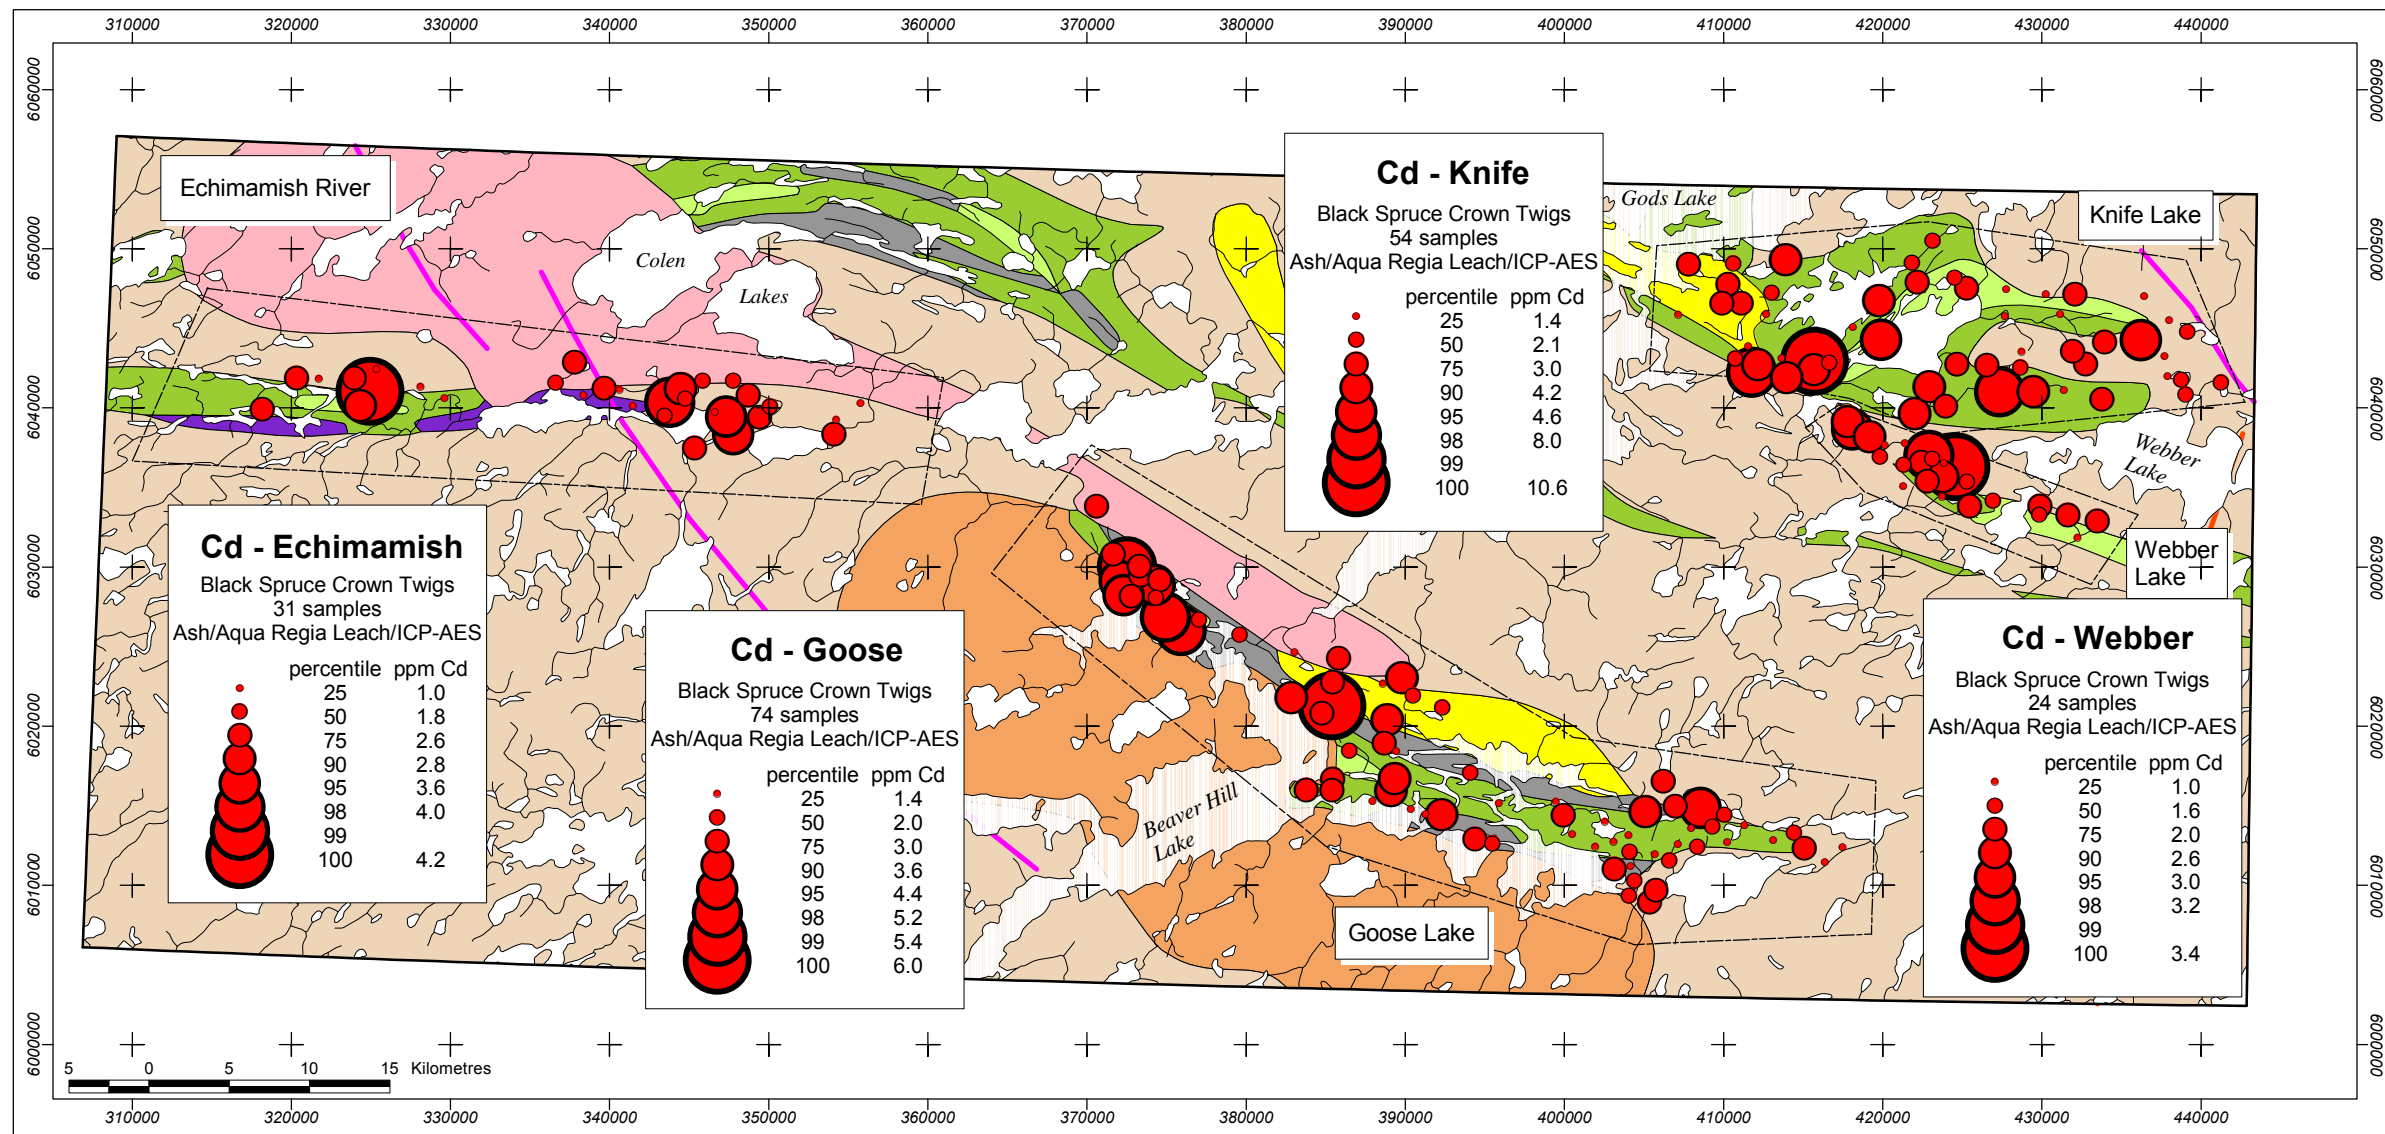 310000 320000 330000 340000 350000 360000 370000 380000 390000 400000 410000 420000 430000 440000
6060000 6060000
6050000 6050000
6040000 6040000
6030000 6030000
6020000 6020000
6010000 6010000
6000000 6000000
Echimamish River
Colen
Lakes
Gods Lake
Knife Lake
Webber
Lake
Webber
Lake
Beaver Hill
Lake
Goose Lake
Cd - Knife
Black Spruce Crown Twigs
54 samples
Ash/Aqua Regia Leach/ICP-AES
percentile ppm Cd
25 1.4
50 2.1
75 3.0
90 4.2
95 4.6
98 8.0
99
100 10.6
Cd - Echimamish
Black Spruce Crown Twigs
31 samples
Ash/Aqua Regia Leach/ICP-AES
percentile ppm Cd
25 1.0
50 1.8
75 2.6
90 2.8
95 3.6
98 4.0
99
100 4.2
Cd - Goose
Black Spruce Crown Twigs
74 samples
Ash/Aqua Regia Leach/ICP-AES
percentile ppm Cd
25 1.4
50 2.0
75 3.0
90 3.6
95 4.4
98 5.2
99 5.4
100 6.0
Cd - Webber
Black Spruce Crown Twigs
24 samples
Ash/Aqua Regia Leach/ICP-AES
percentile ppm Cd
25 1.0
50 1.6
75 2.0
90 2.6
95 3.0
98 3.2
99
100 3.4
5 0 5 10 15 Kilometres
310000 320000 330000 340000 350000 360000 370000 380000 390000 400000 410000 420000 430000 440000